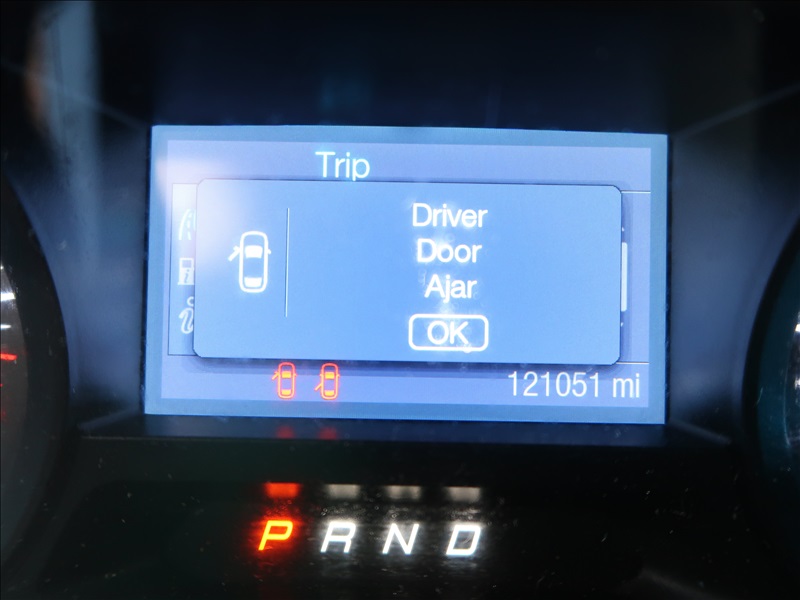 Trip
Driver
Door
Ajar
OK
121051 mi
P R N D